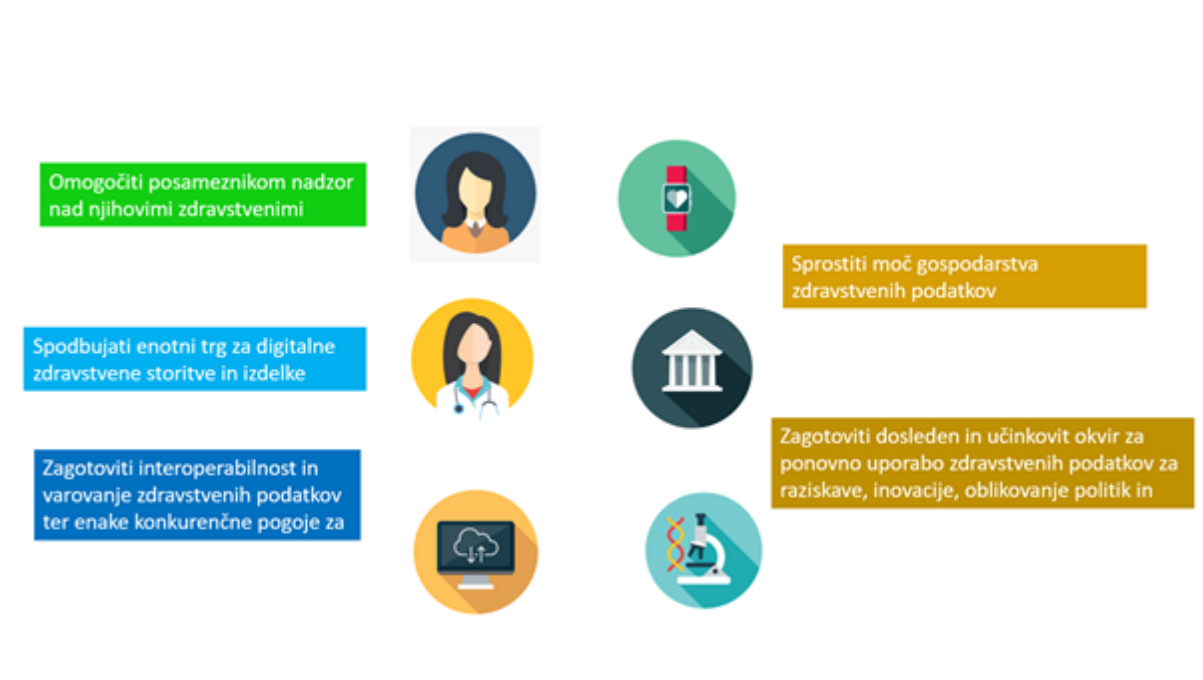 Omogočiti posameznikom nadzor
nad njihovimi zdravstvenimi
Spodbujati enotni trg za digitalne
zdravstvene storitve in izdelke
Zagotoviti interoperabilnost in
varovanje zdravstvenih podatkov
ter enake konkurenčne pogoje za
Sprostiti moč gospodarstva
zdravstvenih podatkov
Zagotoviti dosleden in učinkovit okvir za
ponovno uporabo zdravstvenih podatkov za
raziskave, inovacije, oblikovanje politik in